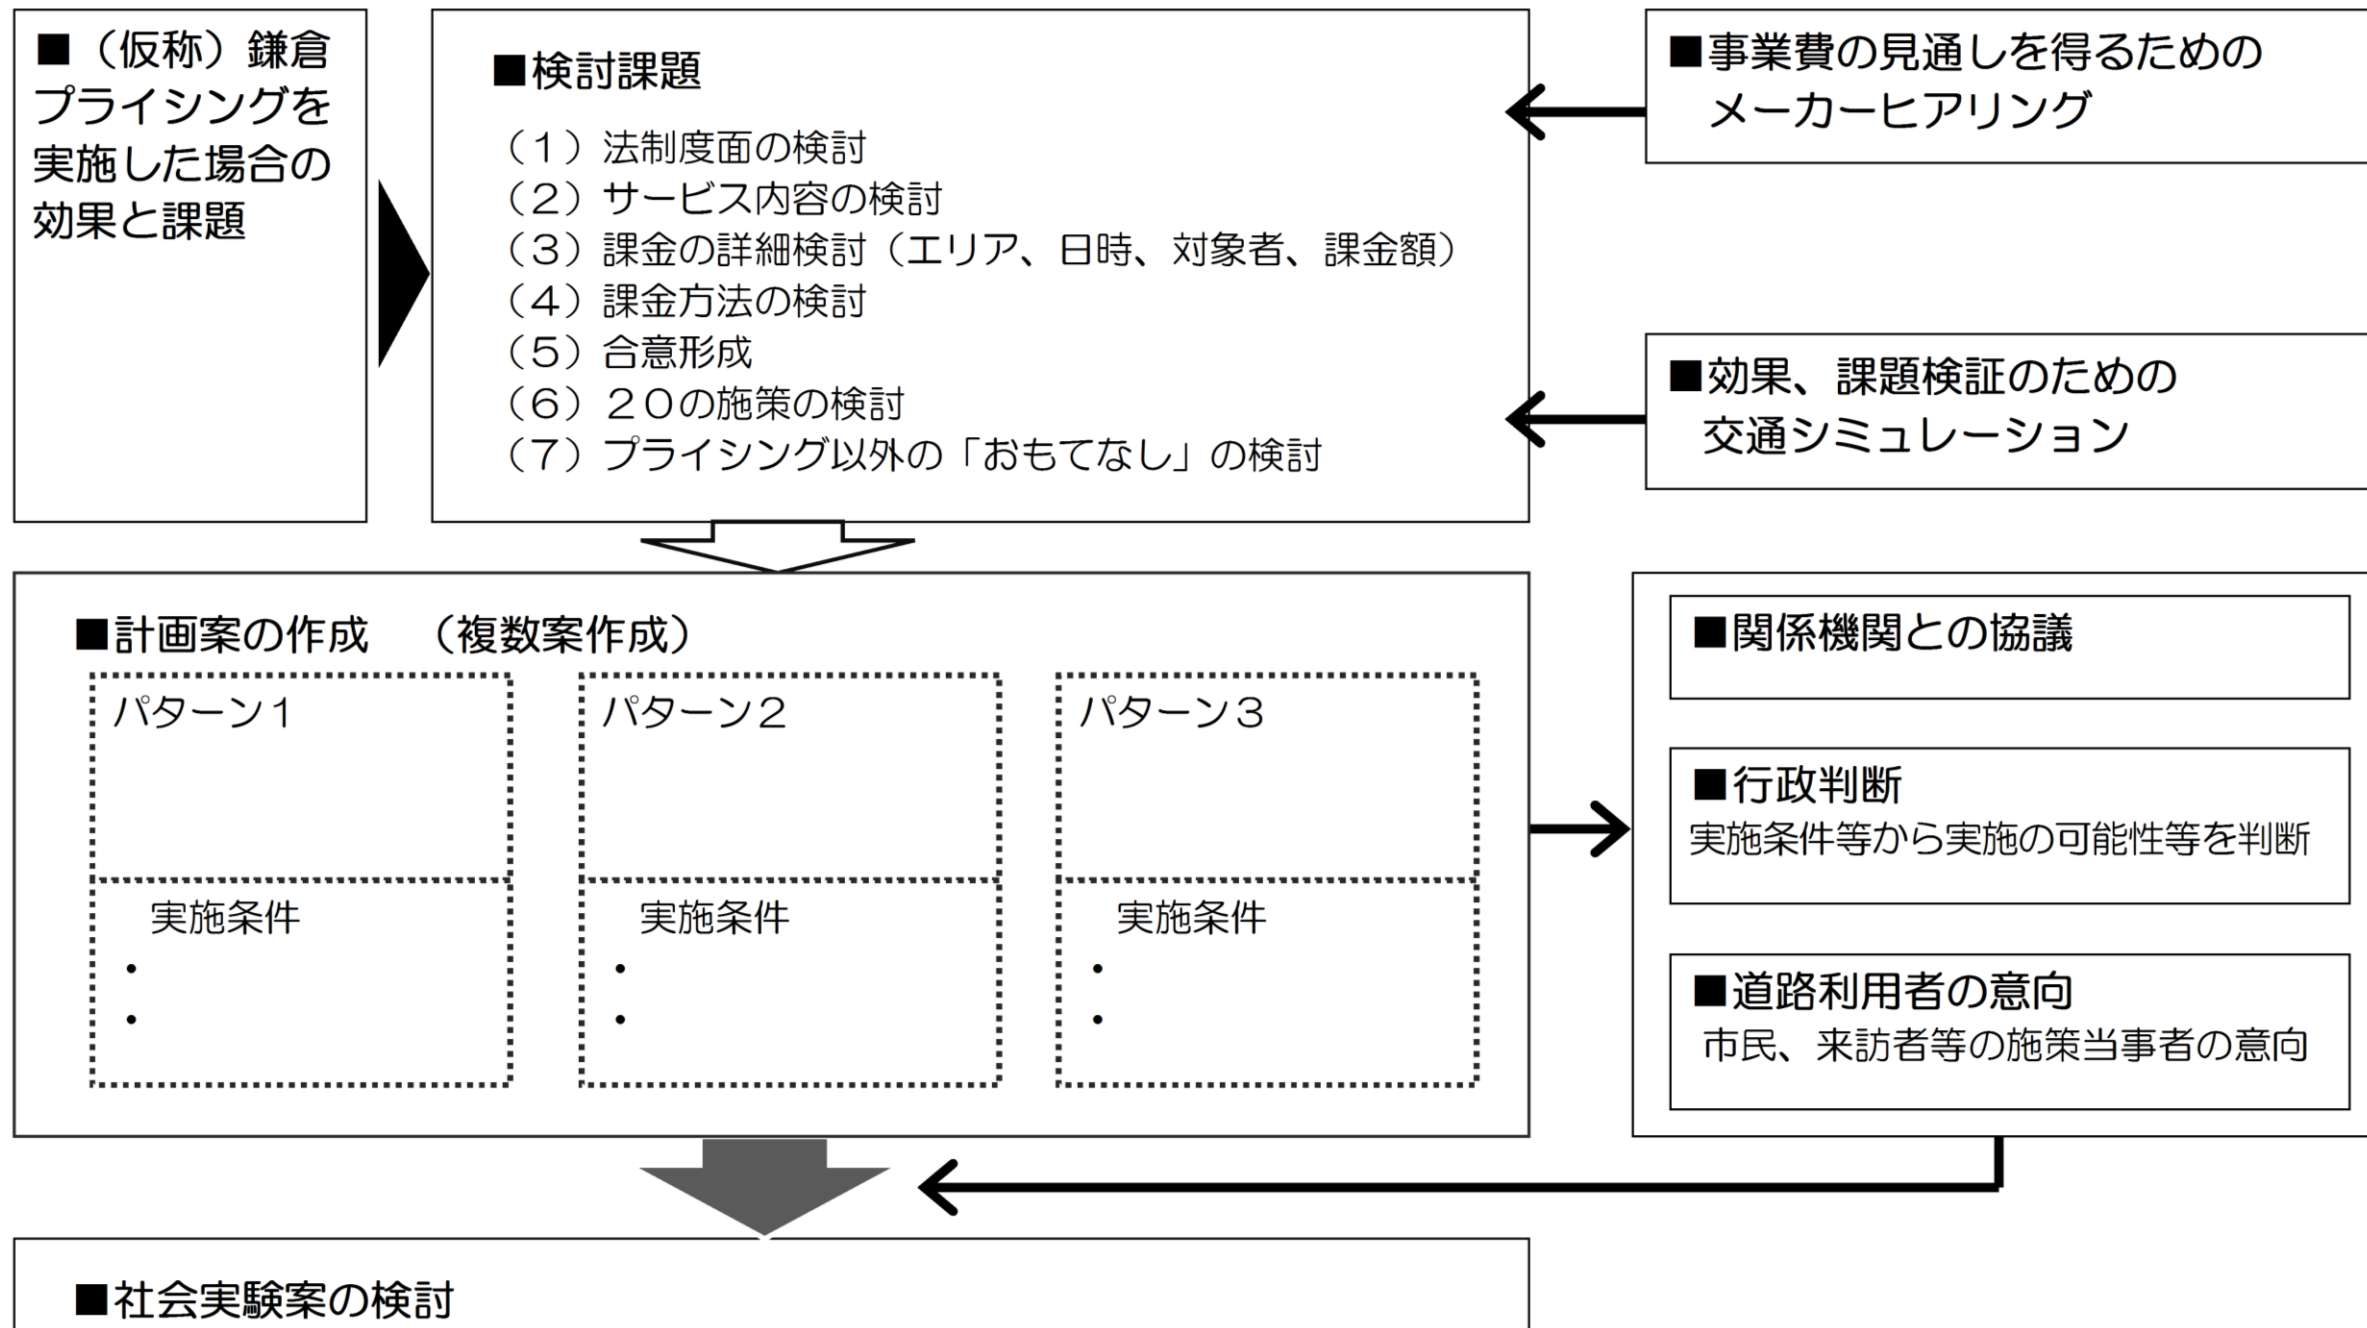 ■（仮称）鎌倉
プライシングを
実施した場合の
効果と課題
■検討課題
（１）法制度面の検討
（２）サービス内容の検討
（３）課金の詳細検討（エリア、日時、対象者、課金額）
（４）課金方法の検討
（５）合意形成
（６）２０の施策の検討
（７）プライシング以外の「おもてなし」の検討
■事業費の見通しを得るための
メーカーヒアリング
■効果、課題検証のための
交通シミュレーション
■計画案の作成　（複数案作成）
パターン１
実施条件
・
・
パターン２
実施条件
・
・
パターン３
実施条件
・
・
■関係機関との協議
■行政判断
実施条件等から実施の可能性等を判断
■道路利用者の意向
市民、来訪者等の施策当事者の意向
■社会実験案の検討